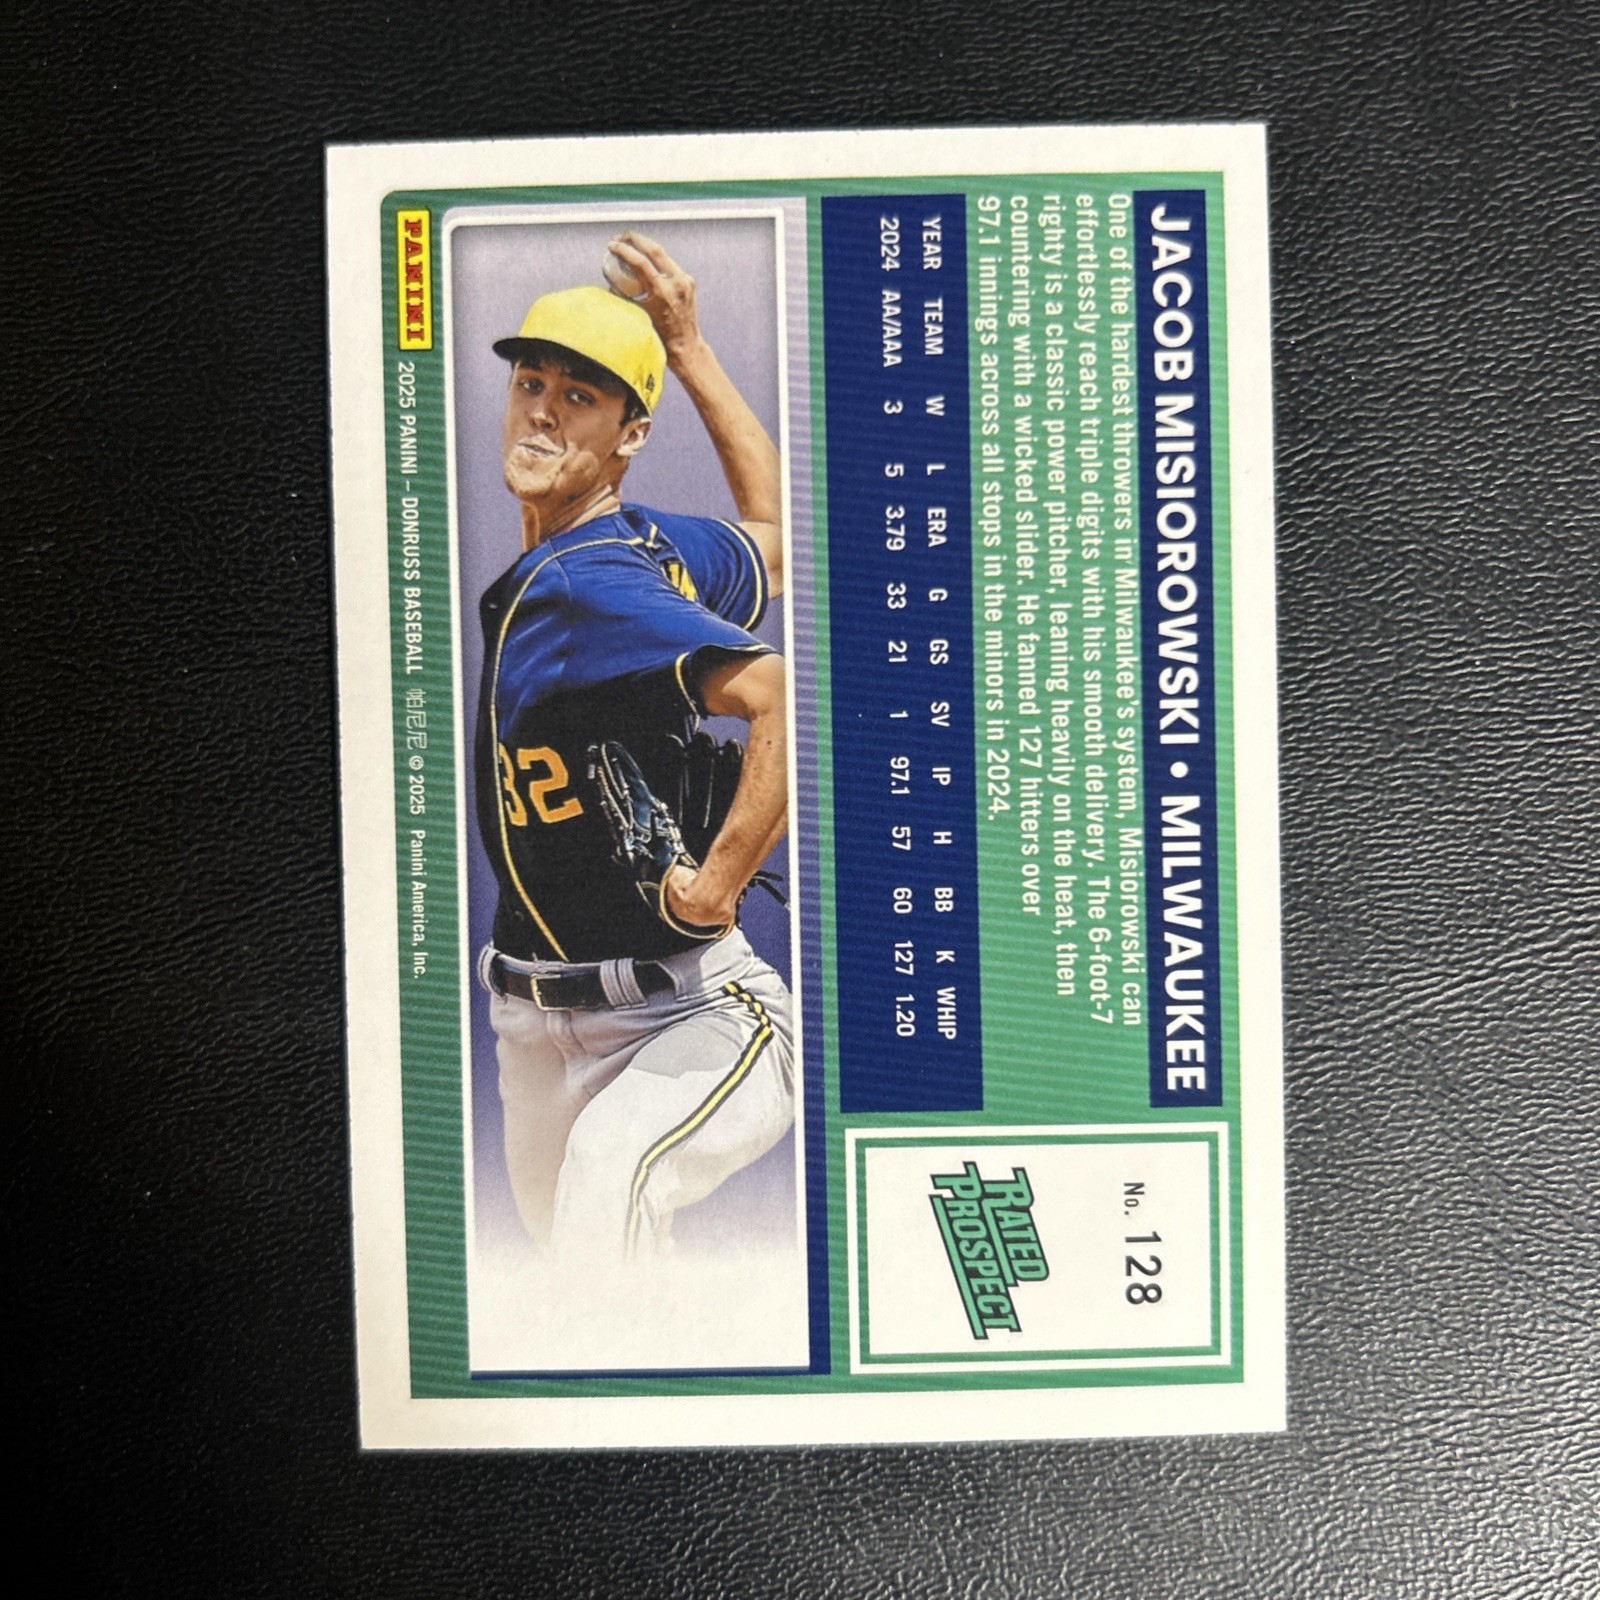 JACOB MISIOROWSKI • MILWAUKEE
One of the hardest throwers in Milwaukee's system, Misiorowski can
effortlessly reach triple digits with his smooth delivery. The 6-foot-7
righty is a classic power pitcher, leaning heavily on the heat, then
countering with a wicked slider. He fanned 127 hitters over
97.1 innings across all stops in the minors in 2024.
No. 128
RATED
PROSPECT
YEAR TEAM W L ERA G GS SV IP H BB K WHIP
2024 AA/AAA 3 5 3.79 33 21 1 97.1 57 60 127 1.20
32
PANINI 2025 PANINI – DONRUSS BASEBALL 帕尼尼 © 2025 Panini America, Inc.